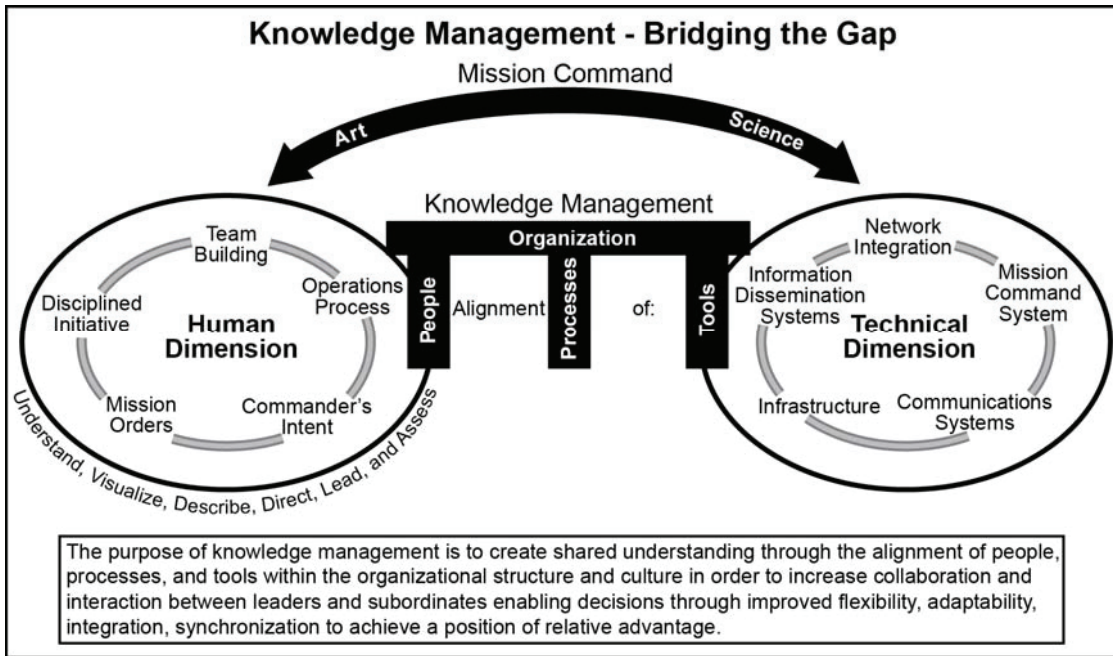 Knowledge Management - Bridging the Gap
Mission Command
Art
Science
Knowledge Management
Organization
People
Alignment
Processes
of:
Tools
Team
Building
Operations
Process
Disciplined
Initiative
Human
Dimension
Mission
Orders
Commander's
Intent
Understand, Visualize, Describe, Direct, Lead, and Assess
Network
Integration
Information
Dissemination
Systems
Mission
Command
System
Technical
Dimension
Infrastructure
Communications
Systems
The purpose of knowledge management is to create shared understanding through the alignment of people,
processes, and tools within the organizational structure and culture in order to increase collaboration and
interaction between leaders and subordinates enabling decisions through improved flexibility, adaptability,
integration, synchronization to achieve a position of relative advantage.